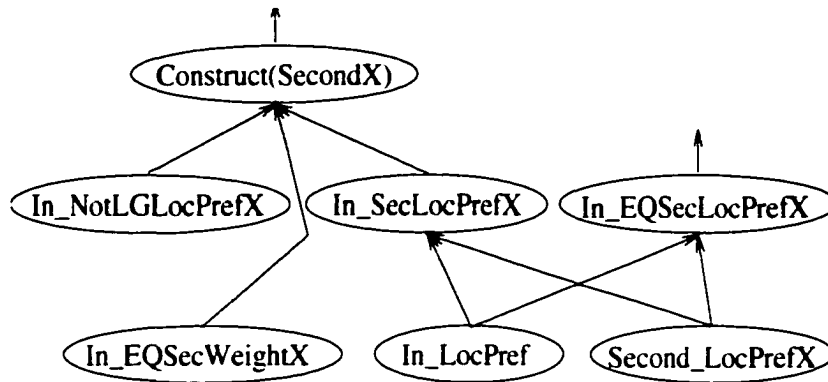 Construct(SecondX)
In_NotLGLocPrefX
In_SecLocPrefX
In_EQSecLocPrefX
In_EQSecWeightX
In_LocPref
Second_LocPrefX